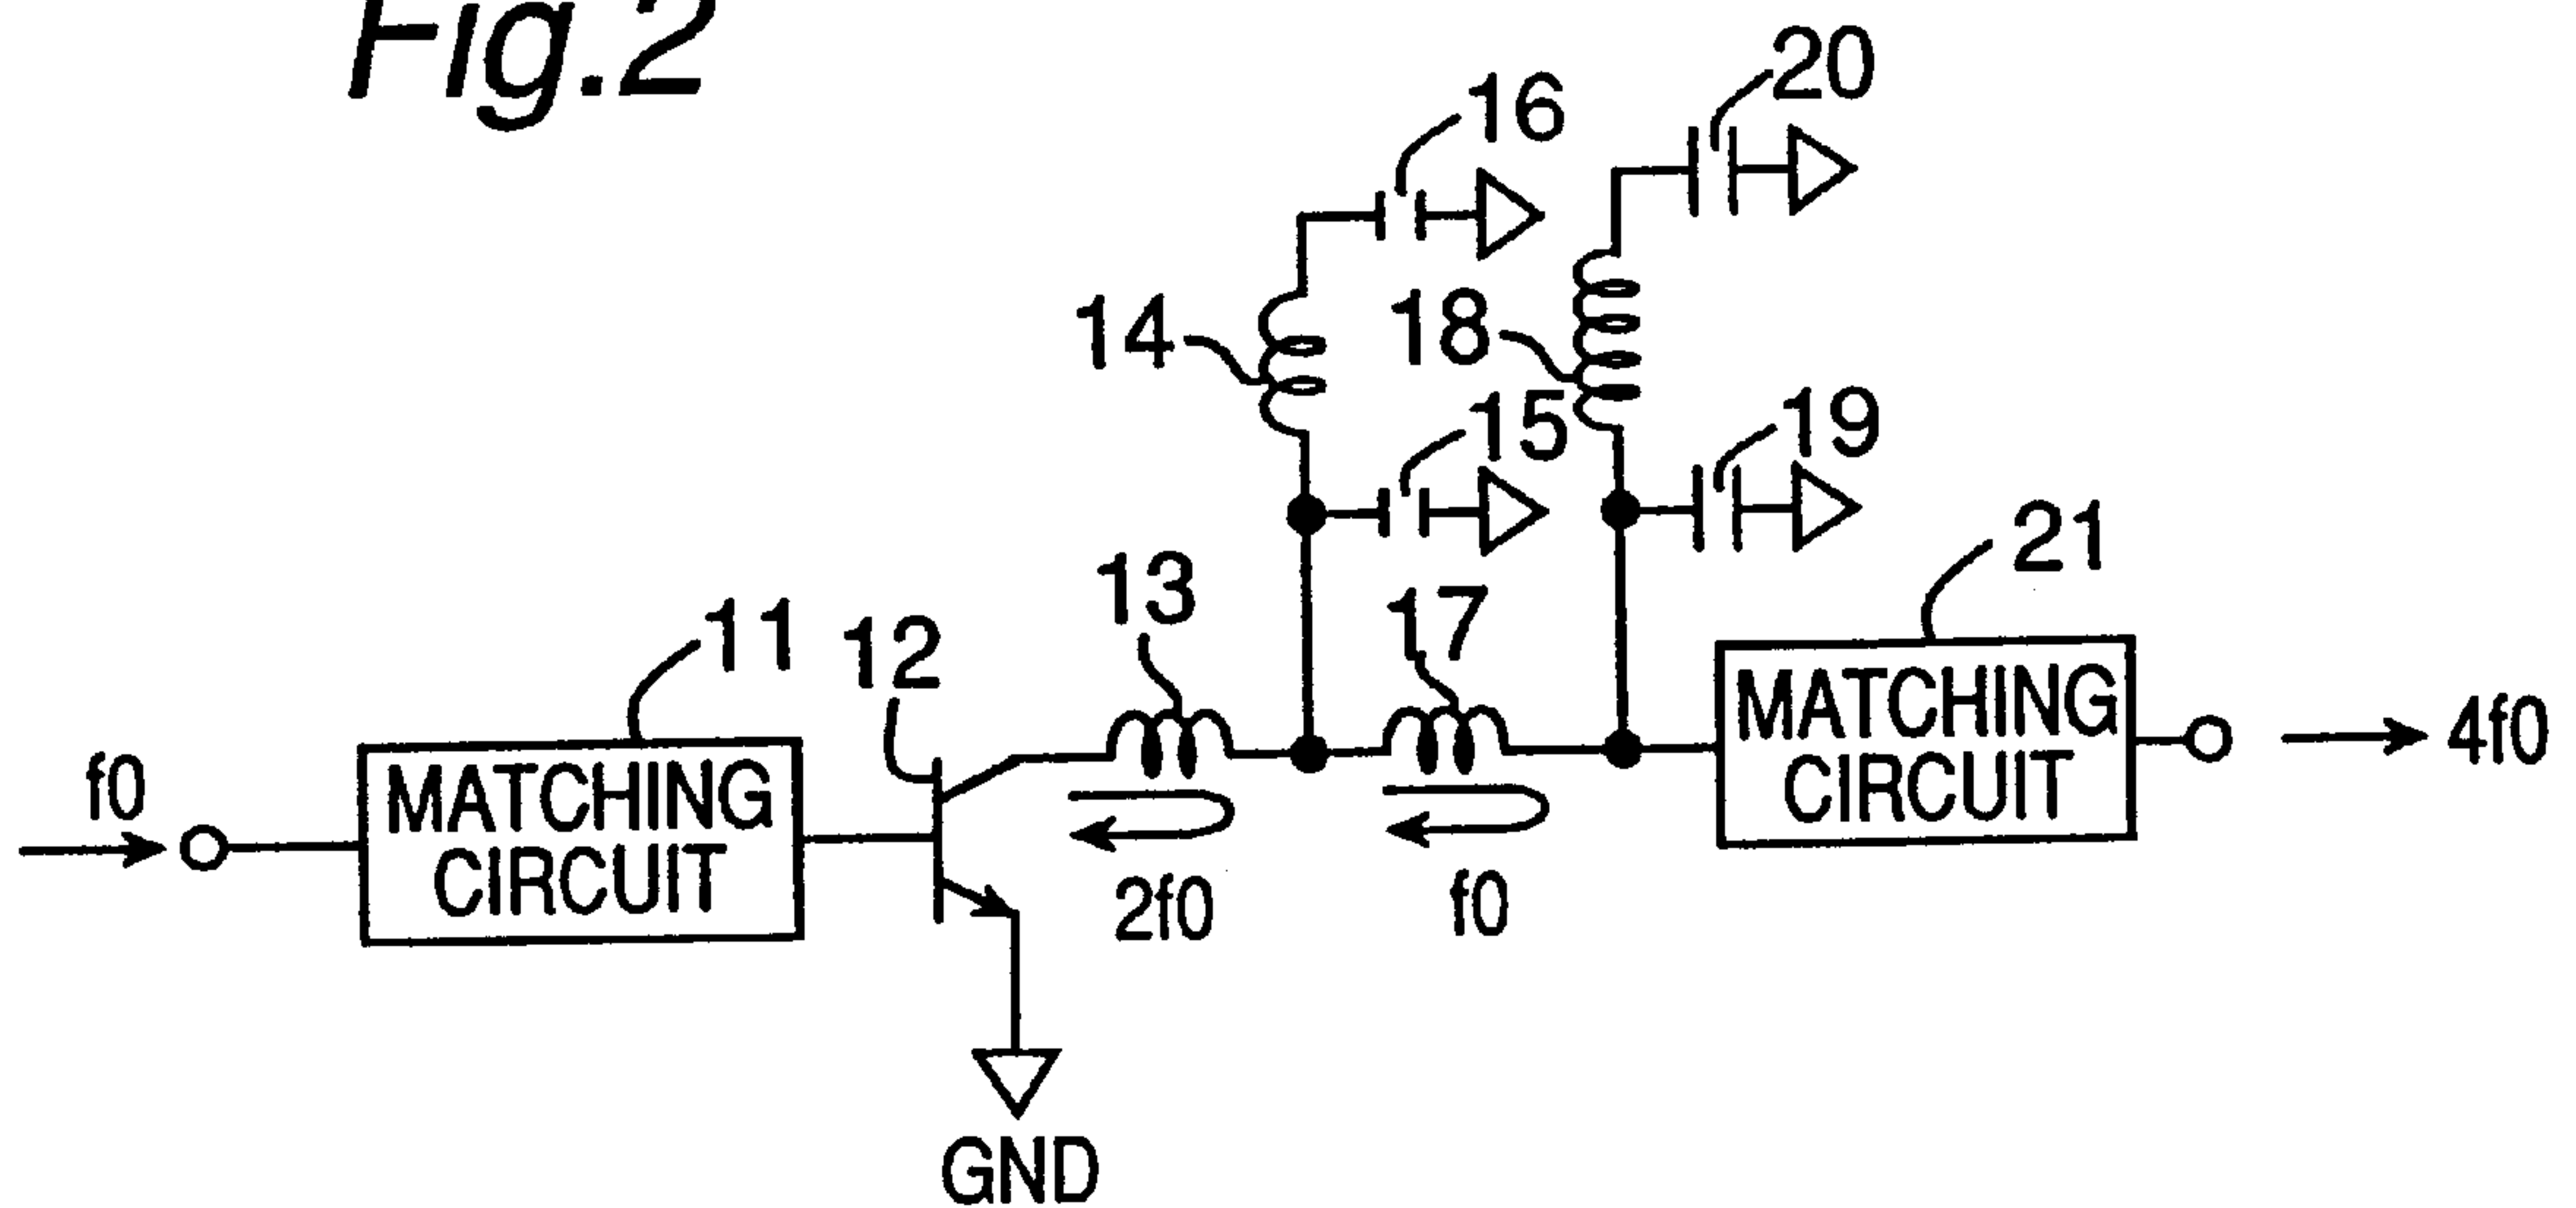 Fig.2
20
16
14
18
15
19
21
13
17
11
12
MATCHING
CIRCUIT
4f0
f0
MATCHING
CIRCUIT
2f0
f0
GND